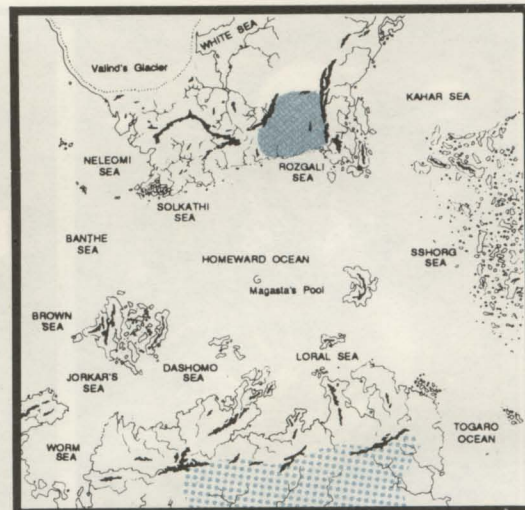 WHITE SEA
Valind's Glacier
KAHAR SEA
NELEOMI
SEA
ROZGALI
SEA
SOLKATHI
SEA
BANTHE
SEA
HOMEWARD OCEAN
SSHORG
SEA
Magasta's Pool
BROWN
SEA
LORAL SEA
DASHOMO
SEA
JORKAR'S
SEA
TOGARO
OCEAN
WORM
SEA